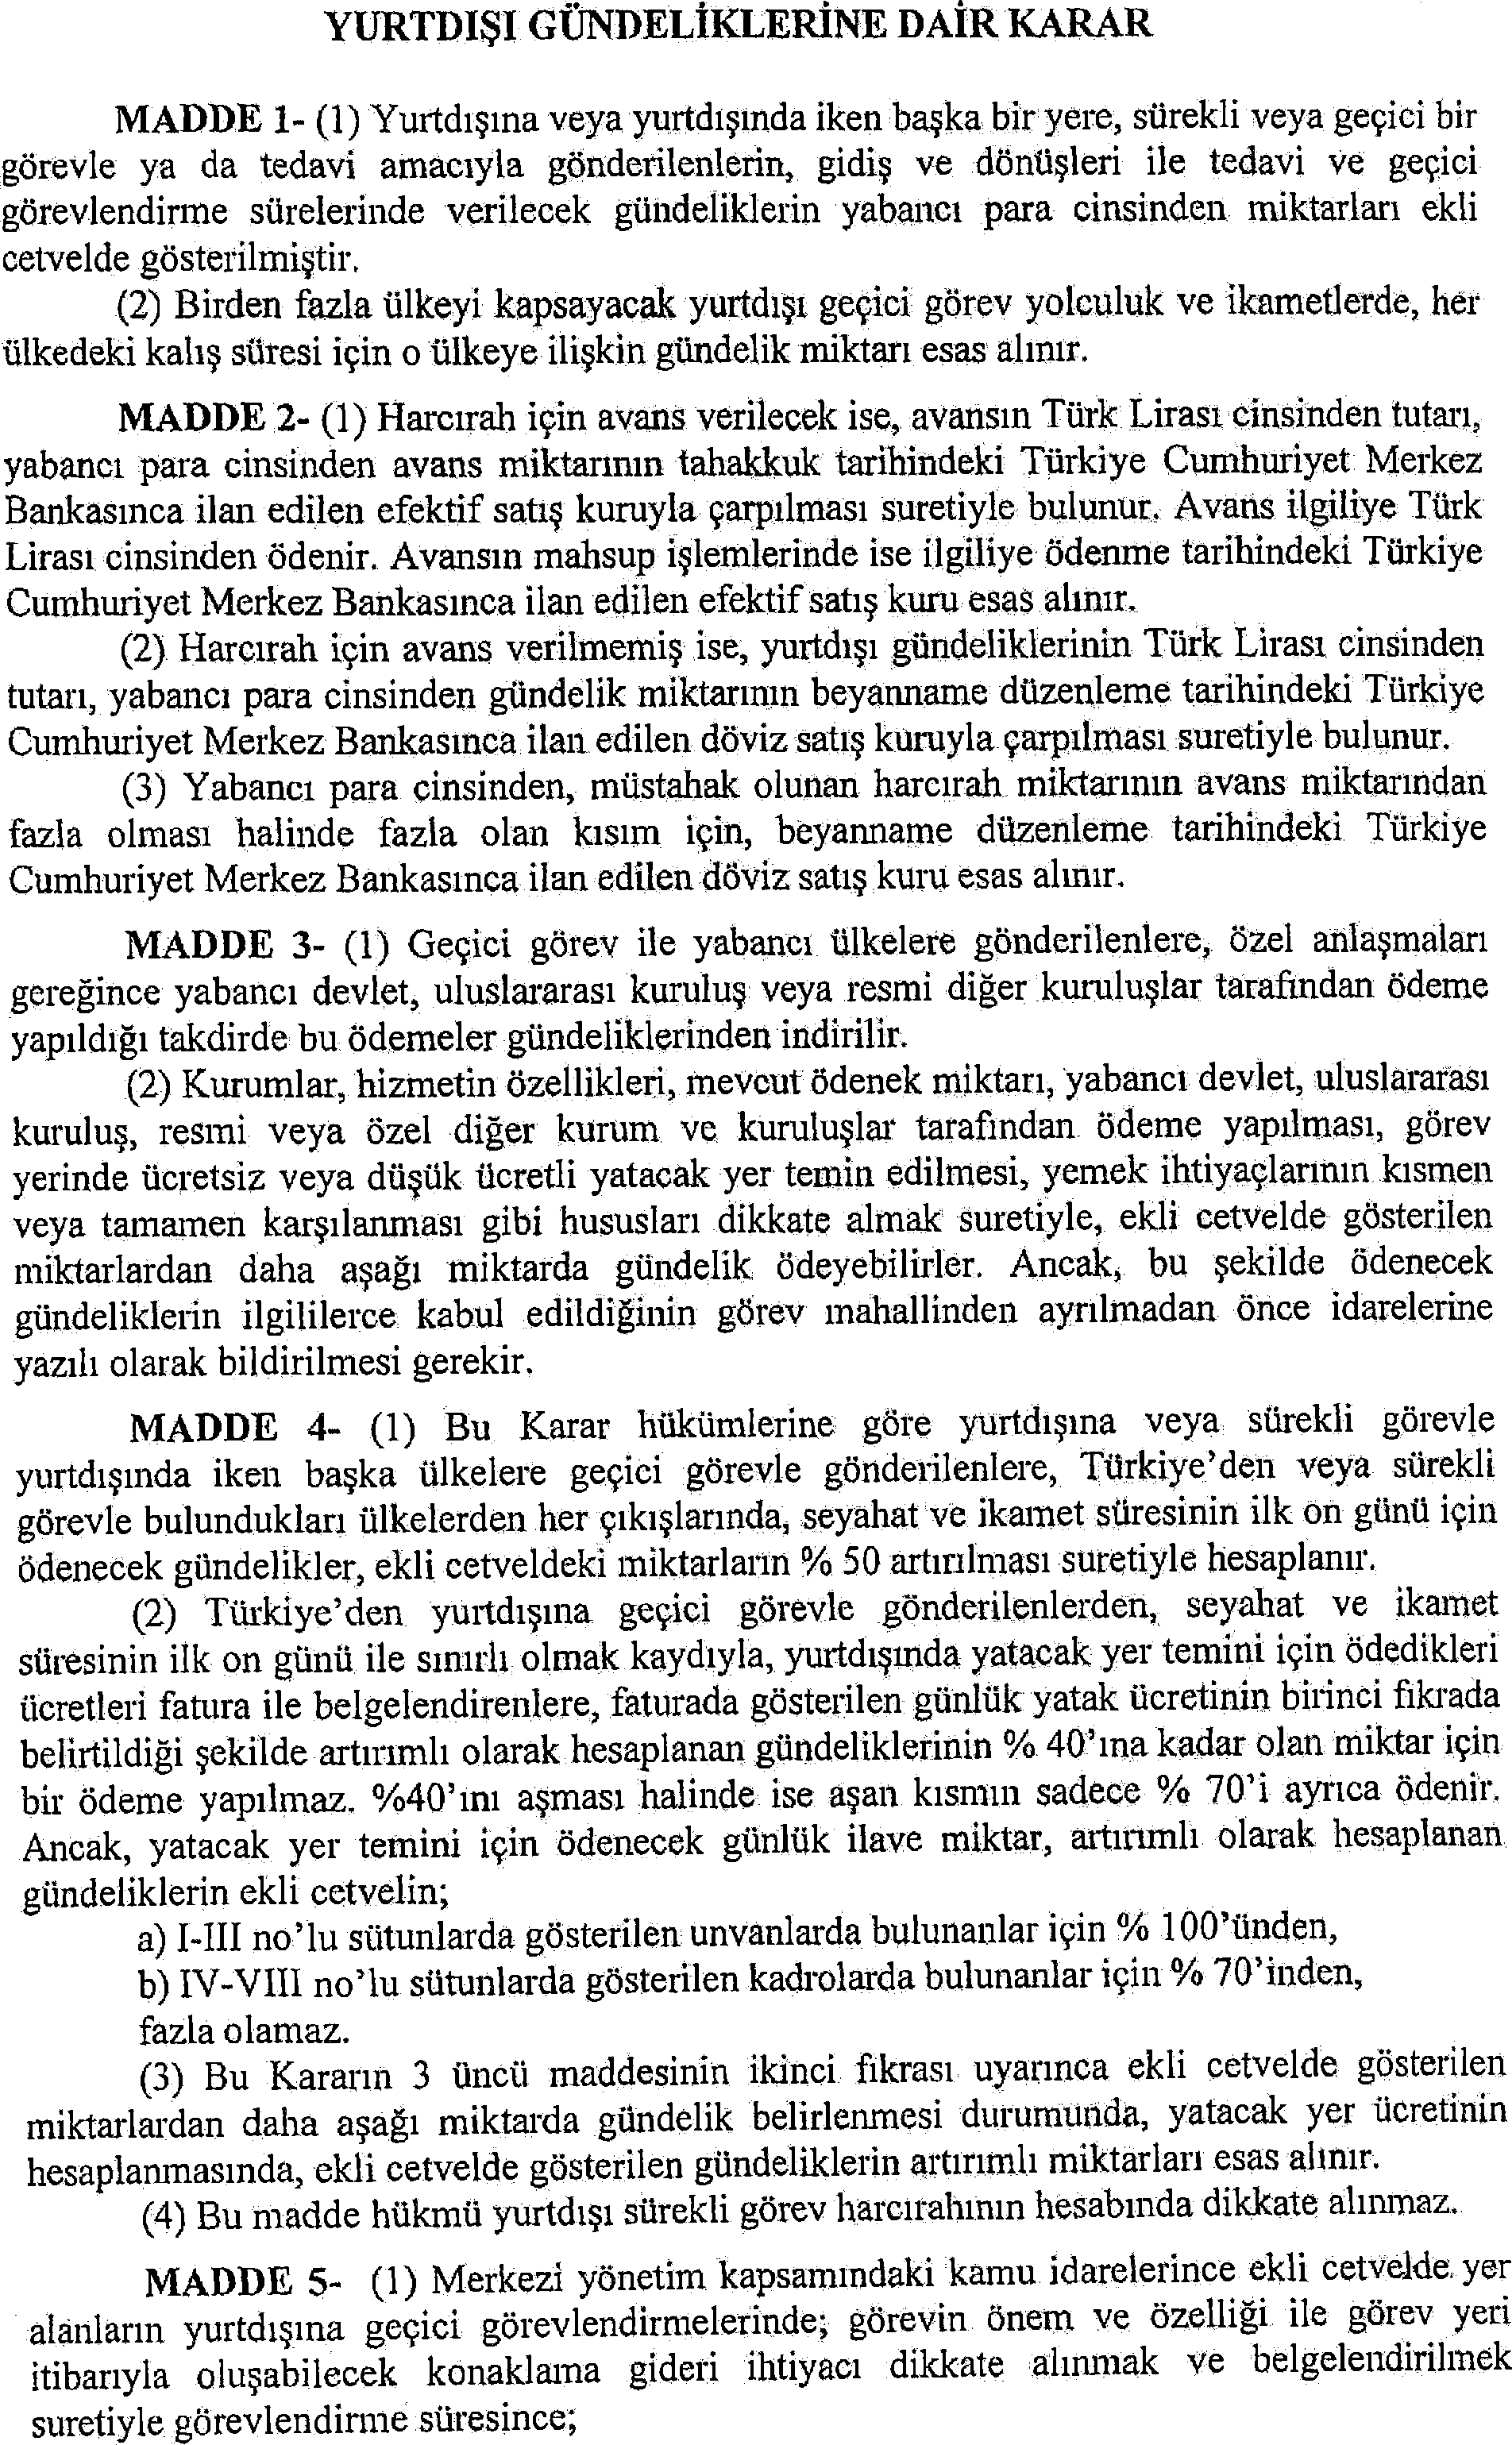 YURTDIŞI GÜNDELİKLERİNE DAİR KARAR
MADDE 1- (1) Yurtdışına veya yurtdışında iken başka bir yere, sürekli veya geçici bir
görevle ya da tedavi amacıyla gönderilenlerin, gidiş ve dönüşleri ile tedavi ve geçici
görevlendirme sürelerinde verilecek gündeliklerin yabancı para cinsinden miktarları ekli
cetvelde gösterilmiştir.
(2) Birden fazla ülkeyi kapsayacak yurtdışı geçici görev yolculuk ve ikametlerde, her
ülkedeki kalış süresi için o ülkeye ilişkin gündelik miktarı esas alınır.
MADDE 2- (1) Harcırah için avans verilecek ise, avansın Türk Lirası cinsinden tutarı,
yabancı para cinsinden avans miktarının tahakkuk tarihindeki Türkiye Cumhuriyet Merkez
Bankasınca ilan edilen efektif satış kuruyla çarpılması suretiyle bulunur. Avans ilgiliye Türk
Lirası cinsinden ödenir. Avansın mahsup işlemlerinde ise ilgiliye ödenme tarihindeki Türkiye
Cumhuriyet Merkez Bankasınca ilan edilen efektif satış kuru esas alınır.
(2) Harcırah için avans verilmemiş ise, yurtdışı gündeliklerinin Türk Lirası cinsinden
tutarı, yabancı para cinsinden gündelik miktarının beyanname düzenleme tarihindeki Türkiye
Cumhuriyet Merkez Bankasınca ilan edilen döviz satış kuruyla çarpılması suretiyle bulunur.
(3) Yabancı para cinsinden, müstahak olunan harcırah miktarının avans miktarından
fazla olması halinde fazla olan kısım için, beyanname düzenleme tarihindeki Türkiye
Cumhuriyet Merkez Bankasınca ilan edilen döviz satış kuru esas alınır.
MADDE 3- (1) Geçici görev ile yabancı ülkelere gönderilenlere, özel anlaşmaları
gereğince yabancı devlet, uluslararası kuruluş veya resmi diğer kuruluşlar tarafından ödeme
yapıldığı takdirde bu ödemeler gündeliklerinden indirilir.
(2) Kurumlar, hizmetin özellikleri, mevcut ödenek miktarı, yabancı devlet, uluslararası
kuruluş, resmi veya özel diğer kurum ve kuruluşlar tarafından ödeme yapılması, görev
yerinde ücretsiz veya düşük ücretli yatacak yer temin edilmesi, yemek ihtiyaçlarının kısmen
veya tamamen karşılanması gibi hususları dikkate almak suretiyle, ekli cetvelde gösterilen
miktarlardan daha aşağı miktarda gündelik ödeyebilirler. Ancak, bu şekilde ödenecek
gündeliklerin ilgililerce kabul edildiğinin görev mahallinden ayrılmadan önce idarelerine
yazılı olarak bildirilmesi gerekir.
MADDE 4- (1) Bu Karar hükümlerine göre yurtdışına veya sürekli görevle
yurtdışında iken başka ülkelere geçici görevle gönderilenlere, Türkiye'den veya sürekli
görevle bulundukları ülkelerden her çıkışlarında, seyahat ve ikamet süresinin ilk on günü için
ödenecek gündelikler, ekli cetveldeki miktarların % 50 artırılması suretiyle hesaplanır.
(2) Türkiye'den yurtdışına geçici görevle gönderilenlerden, seyahat ve ikamet
süresinin ilk on günü ile sınırlı olmak kaydıyla, yurtdışında yatacak yer temini için ödedikleri
ücretleri fatura ile belgelendirenlere, faturada gösterilen günlük yatak ücretinin birinci fıkrada
belirtildiği şekilde artırımlı olarak hesaplanan gündeliklerinin % 40'ına kadar olan miktar için
bir ödeme yapılmaz. %40'ını aşması halinde ise aşan kısmın sadece % 70'i ayrıca ödenir.
Ancak, yatacak yer temini için ödenecek günlük ilave miktar, artırımlı olarak hesaplanan
gündeliklerin ekli cetvelin;
a) I-III no'lu sütunlarda gösterilen unvanlarda bulunanlar için % 100'ünden,
b) IV-VIII no'lu sütunlarda gösterilen kadrolarda bulunanlar için % 70'inden,
fazla olamaz.
(3) Bu Kararın 3 üncü maddesinin ikinci fıkrası uyarınca ekli cetvelde gösterilen
miktarlardan daha aşağı miktarda gündelik belirlenmesi durumunda, yatacak yer ücretinin
hesaplanmasında, ekli cetvelde gösterilen gündeliklerin artırımlı miktarları esas alınır.
(4) Bu madde hükmü yurtdışı sürekli görev harcırahının hesabında dikkate alınmaz.
MADDE 5- (1) Merkezi yönetim kapsamındaki kamu idarelerince ekli cetvelde yer
alanların yurtdışına geçici görevlendirmelerinde; görevin önem ve özelliği ile görev yeri
itibarıyla oluşabilecek konaklama gideri ihtiyacı dikkate alınmak ve belgelendirilmek
suretiyle görevlendirme süresince;